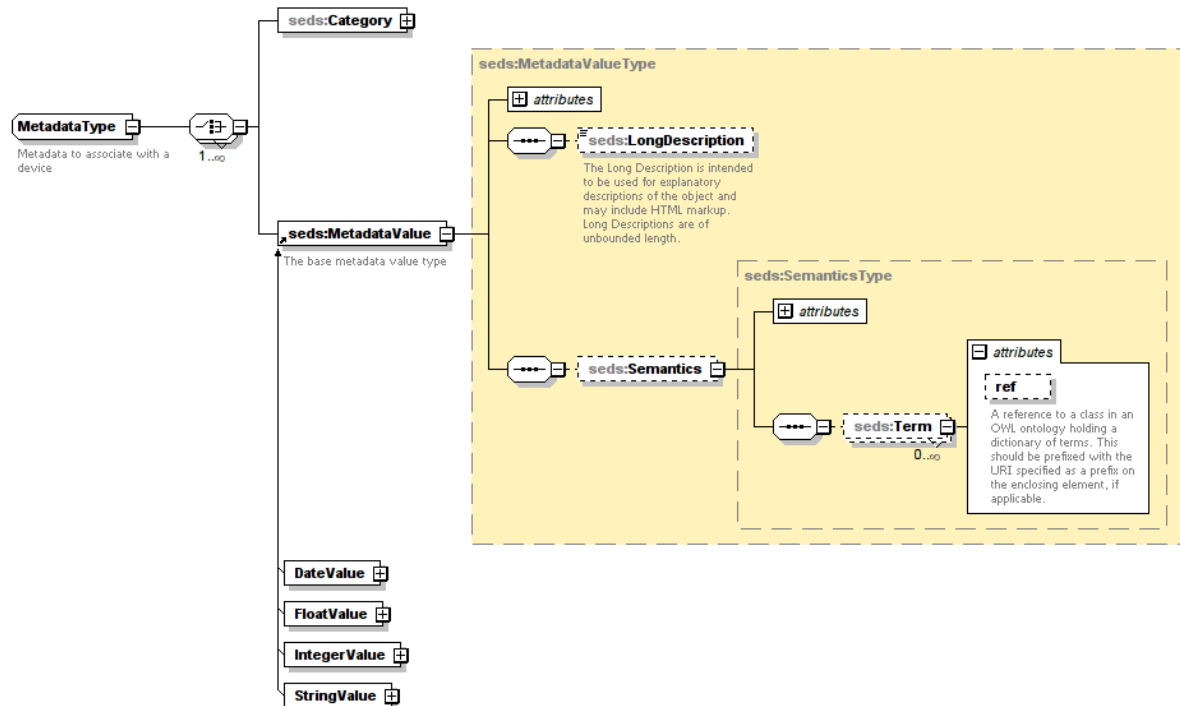 seds:Category
seds:MetadataValueType
attributes
MetadataType
1..∞
Metadata to associate with a
device
seds:LongDescription
The Long Description is intended
to be used for explanatory
descriptions of the object and
may include HTML markup.
Long Descriptions are of
unbounded length.
seds:MetadataValue
The base metadata value type
seds:SemanticsType
attributes
seds:Semantics
attributes
ref
A reference to a class in an
OWL ontology holding a
dictionary of terms. This
should be prefixed with the
URI specified as a prefix on
the enclosing element, if
applicable.
seds:Term
0..∞
DateValue
FloatValue
IntegerValue
StringValue